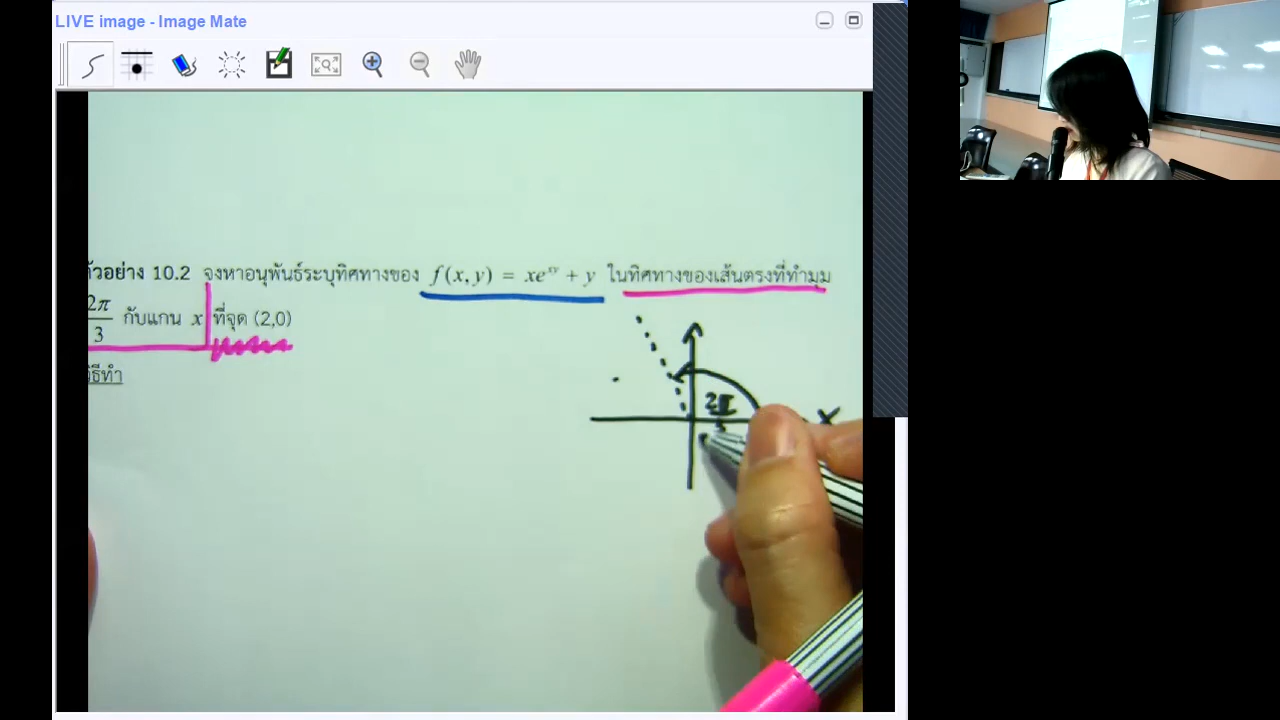 LIVE image - Image Mate
ตัวอย่าง 10.2 จงหาอนุพันธ์ระบุทิศทางของ f(x, y) = xe^{xy} + y ในทิศทางของเส้นตรงที่ทำมุม
2π/3 กับแกน x ที่จุด (2,0)
วิธีทำ
2π
x